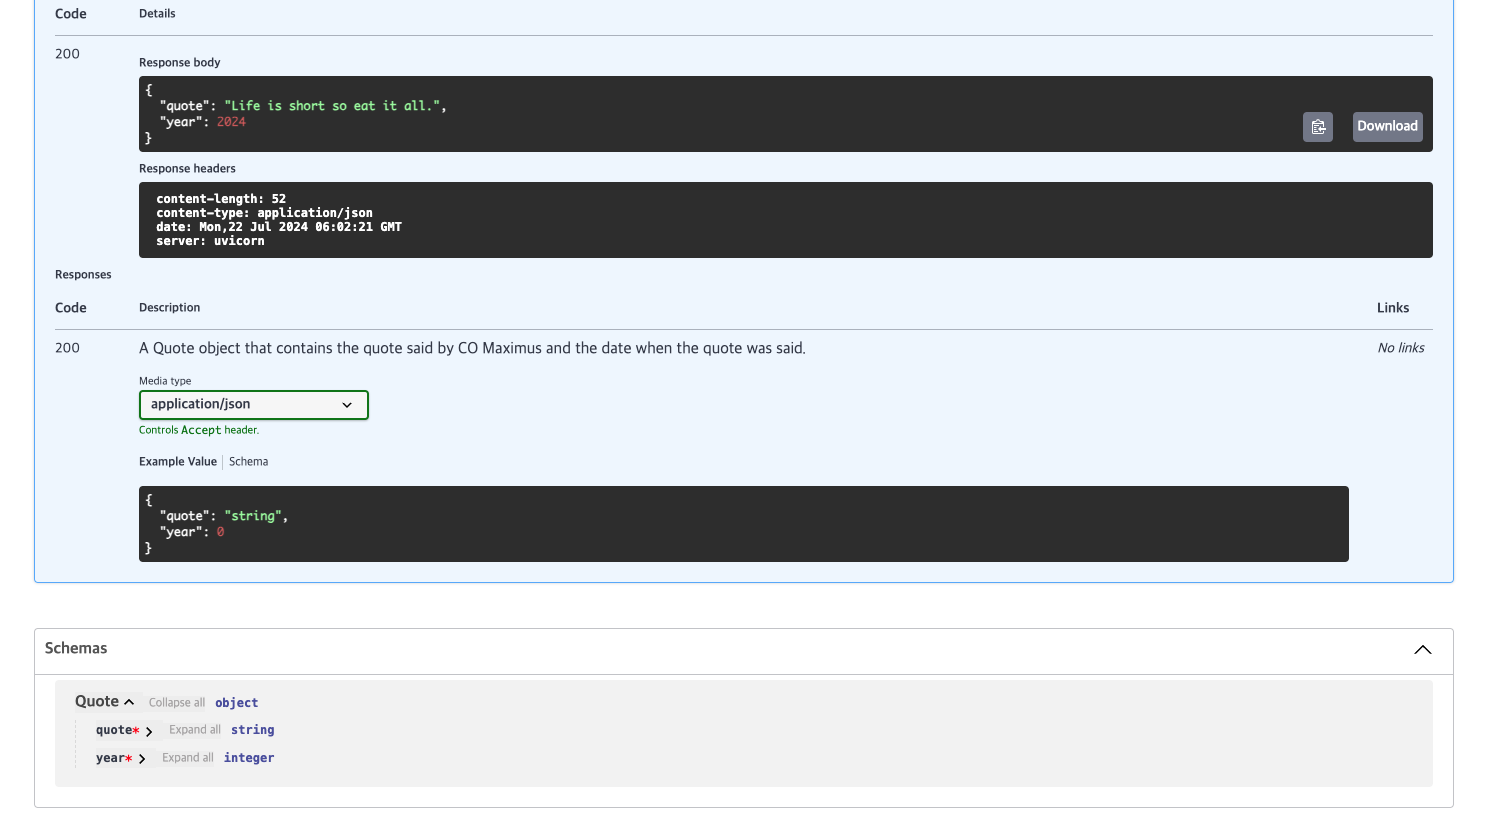 Code Details
200
Response body
{
"quote": "Life is short so eat it all.",
"year": 2024
}
Download
Response headers
content-length: 52
content-type: application/json
date: Mon,22 Jul 2024 06:02:21 GMT
server: uvicorn
Responses
Code Description Links
200 A Quote object that contains the quote said by CO Maximus and the date when the quote was said. No links
Media type
application/json
Controls Accept header.
Example Value Schema
{
"quote": "string",
"year": 0
}
Schemas
Quote Collapse all object
quote* Expand all string
year* Expand all integer